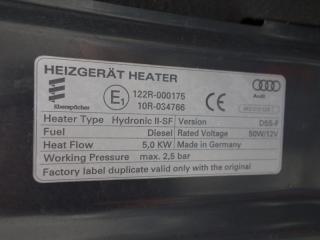 HEIZGERÄT HEATER
Eberspächer
E1
122R-000175
10R-034766
CE
Audi
Heater Type Hydronic II-SF Version D5S-F
Fuel Diesel Rated Voltage 50W/12V
Heat Flow 5,0 KW Made in Germany
Working Pressure max. 2,5 bar
Factory label duplicate valid only with the original